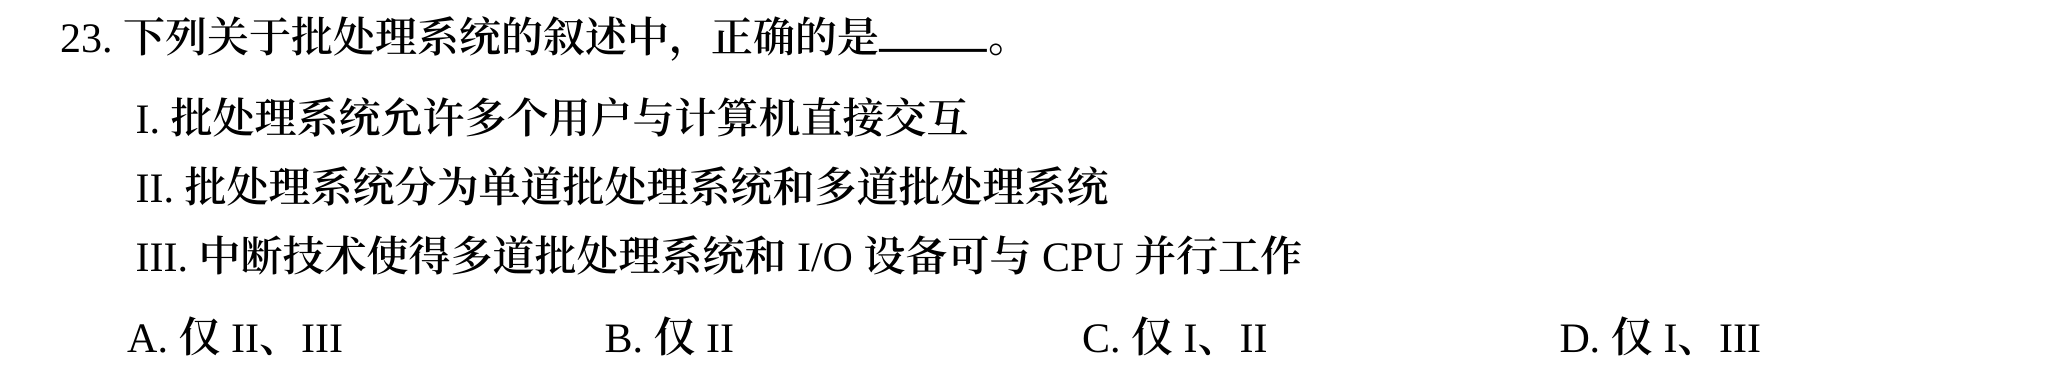 23. 下列关于批处理系统的叙述中，正确的是_____。
I. 批处理系统允许多个用户与计算机直接交互
II. 批处理系统分为单道批处理系统和多道批处理系统
III. 中断技术使得多道批处理系统和 I/O 设备可与 CPU 并行工作
A. 仅 II、III B. 仅 II C. 仅 I、II D. 仅 I、III